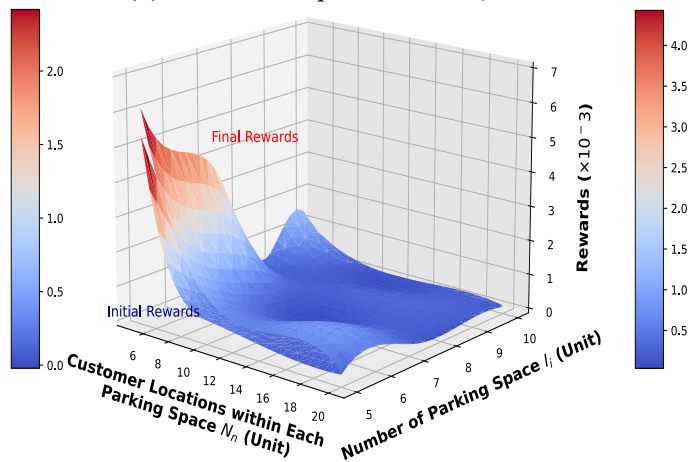 2.0
1.5
1.0
0.5
0.0
Final Rewards
Initial Rewards
7
6
5
4
3
2
1
0
Rewards (×10⁻3)
6 8 10 12 14 16 18 20
Customer Locations within Each
Parking Space Nₙ (Unit)
5 6 7 8 9 10
Number of Parking Space Iᵢ (Unit)
4.0
3.5
3.0
2.5
2.0
1.5
1.0
0.5